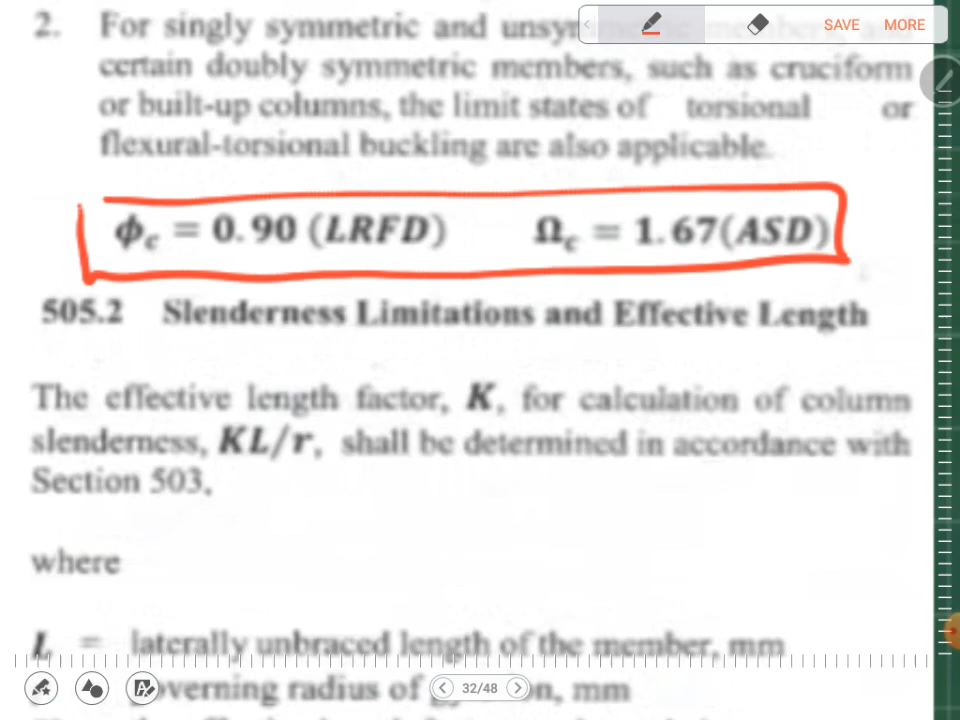 2. For singly symmetric and unsym
SAVE MORE
certain doubly symmetric members, such as cruciform
or built-up columns, the limit states of torsional or
flexural-torsional buckling are also applicable.
ϕc = 0.90 (LRFD) Ωc = 1.67(ASD)
505.2 Slenderness Limitations and Effective Length
The effective length factor, K, for calculation of column
slenderness, KL/r, shall be determined in accordance with
Section 503,
where
L = laterally unbraced length of the member, mm
verning radius of n, mm
32/48